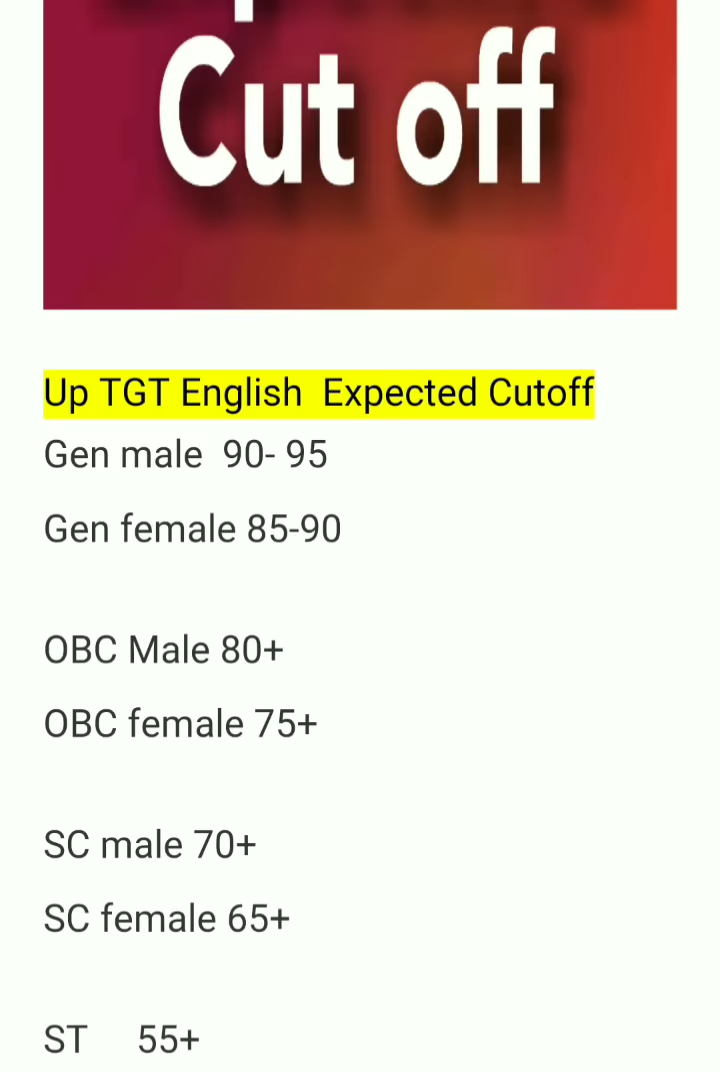 Cut off
Up TGT English  Expected Cutoff
Gen male  90- 95
Gen female 85-90
OBC Male 80+
OBC female 75+
SC male 70+
SC female 65+
ST     55+